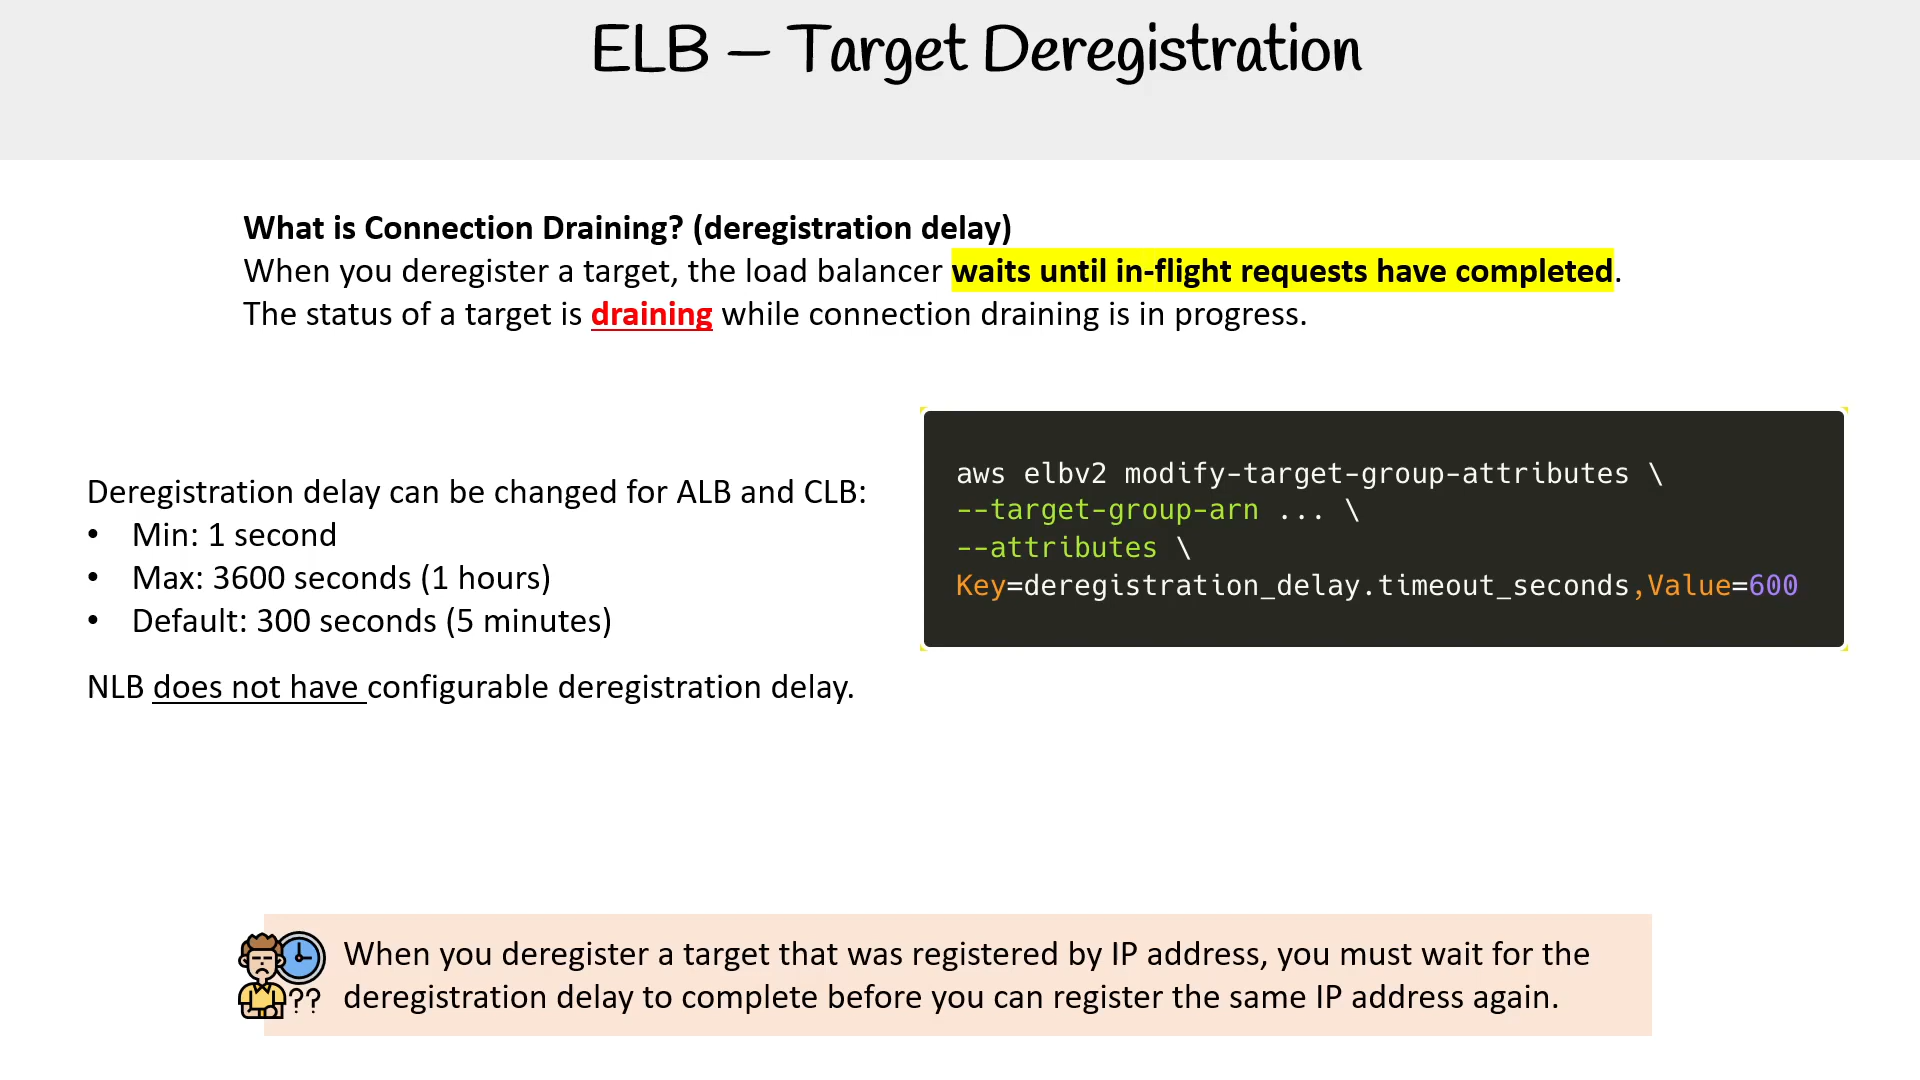 ELB – Target Deregistration
What is Connection Draining? (deregistration delay)
When you deregister a target, the load balancer waits until in-flight requests have completed.
The status of a target is draining while connection draining is in progress.
Deregistration delay can be changed for ALB and CLB:
• Min: 1 second
• Max: 3600 seconds (1 hours)
• Default: 300 seconds (5 minutes)
NLB does not have configurable deregistration delay.
aws elbv2 modify-target-group-attributes \
--target-group-arn ... \
--attributes \
Key=deregistration_delay.timeout_seconds,Value=600
??
When you deregister a target that was registered by IP address, you must wait for the
deregistration delay to complete before you can register the same IP address again.